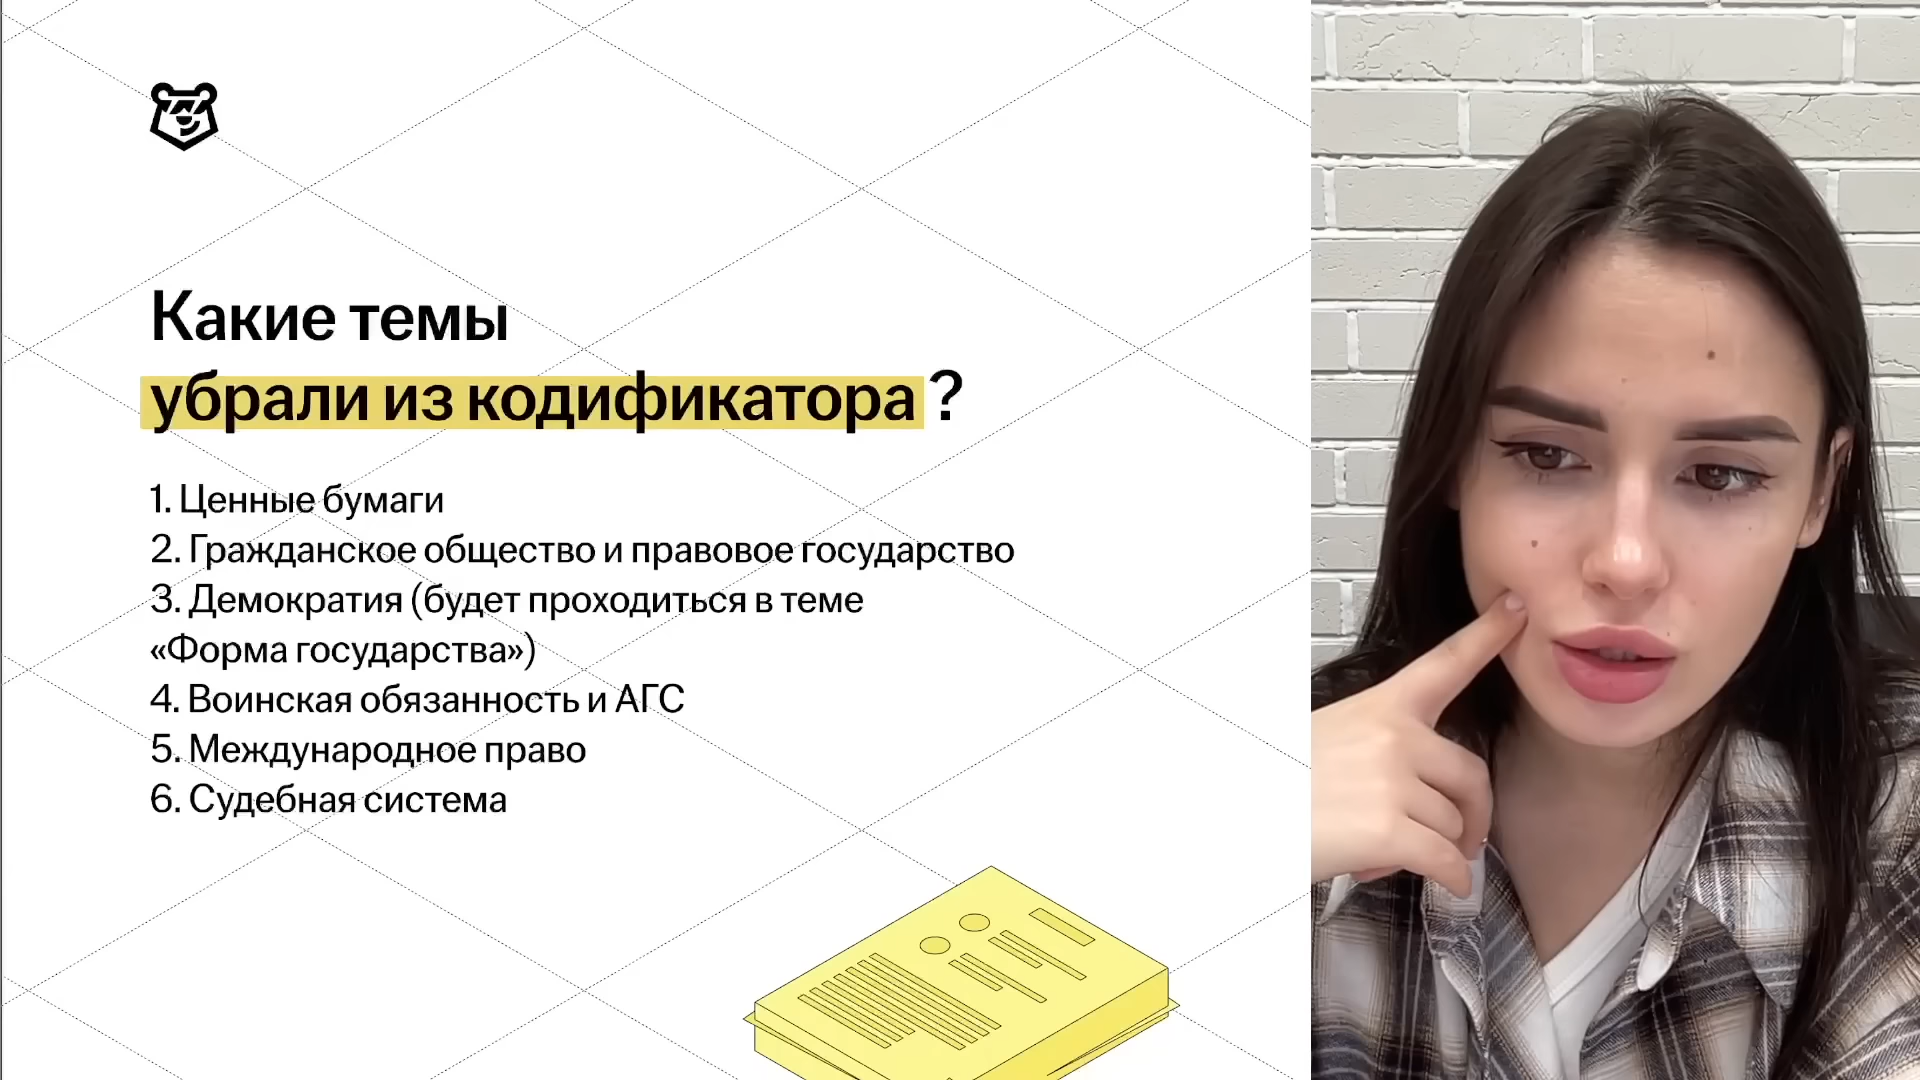 Какие темы
убрали из кодификатора?
1. Ценные бумаги
2. Гражданское общество и правовое государство
3. Демократия (будет проходиться в теме
«Форма государства»)
4. Воинская обязанность и АГС
5. Международное право
6. Судебная система